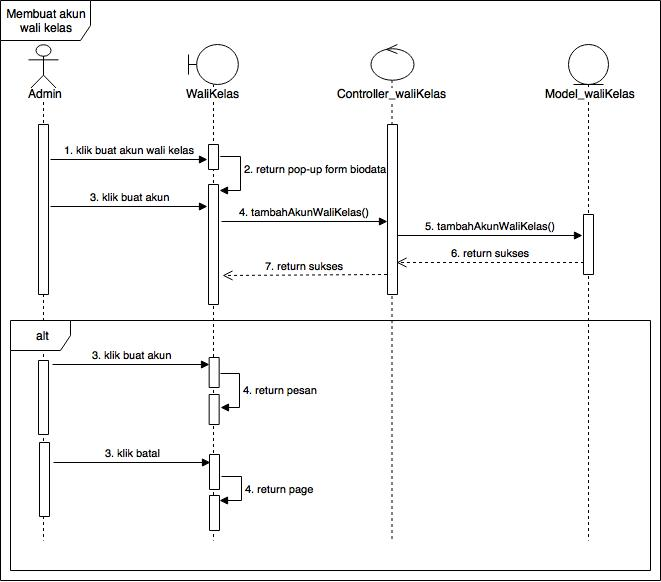 Membuat akun
wali kelas
Admin
WaliKelas
Controller_waliKelas
Model_waliKelas
1. klik buat akun wali kelas
2. return pop-up form biodata
3. klik buat akun
4. tambahAkunWaliKelas()
5. tambahAkunWaliKelas()
6. return sukses
7. return sukses
alt
3. klik buat akun
4. return pesan
3. klik batal
4. return page